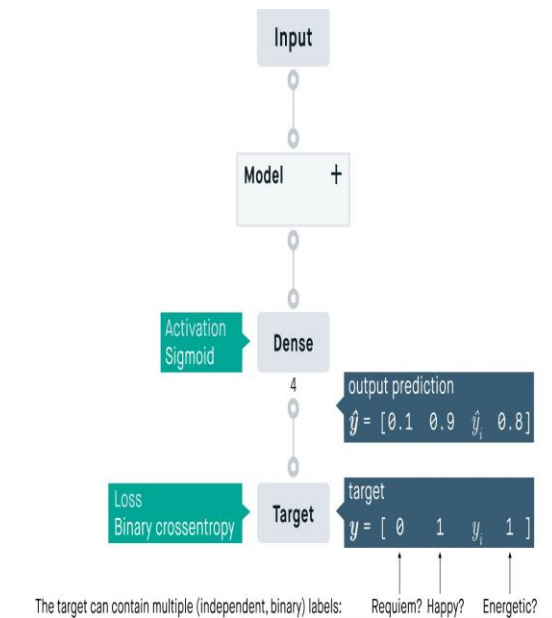 Input
Model +
Activation
Sigmoid
Dense
4
output prediction
ŷ = [0.1 0.9 ŷᵢ 0.8]
Loss
Binary crossentropy
Target
target
y = [ 0 1 yᵢ 1 ]
The target can contain multiple (independent, binary) labels: Requiem? Happy? Energetic?